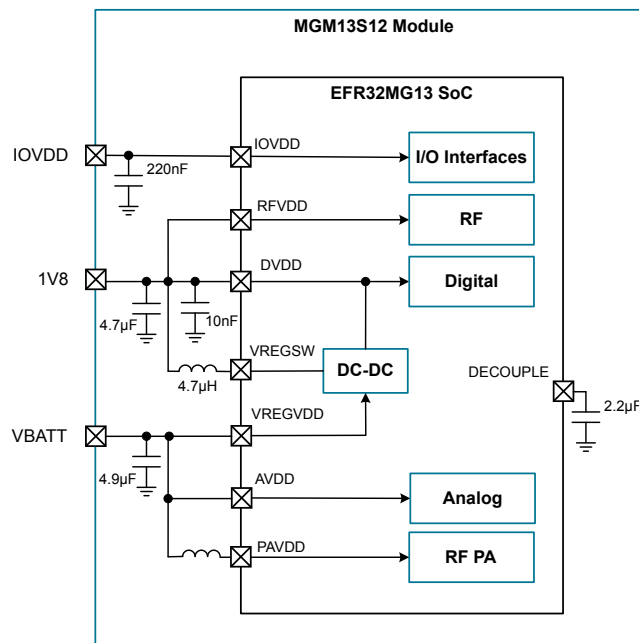 MGM13S12 Module
EFR32MG13 SoC
IOVDD
IOVDD
I/O Interfaces
220nF
RFVDD
RF
1V8
DVDD
Digital
4.7µF
10nF
VREGSW
DC-DC
4.7µH
DECOUPLE
2.2µF
VREGVDD
VBATT
4.9µF
AVDD
Analog
PAVDD
RF PA